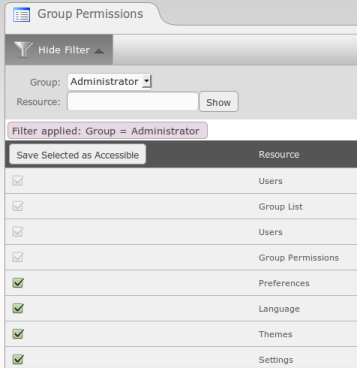 Group Permissions
Hide Filter
Group: Administrator
Resource: Show
Filter applied: Group = Administrator
Save Selected as Accessible Resource
Users
Group List
Users
Group Permissions
Preferences
Language
Themes
Settings